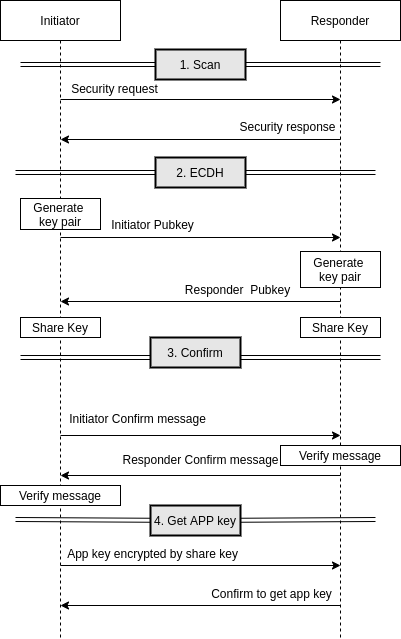 Initiator
Responder
1. Scan
Security request
Security response
2. ECDH
Generate
key pair
Initiator Pubkey
Generate
key pair
Responder Pubkey
Share Key
Share Key
3. Confirm
Initiator Confirm message
Verify message
Responder Confirm message
Verify message
4. Get APP key
App key encrypted by share key
Confirm to get app key